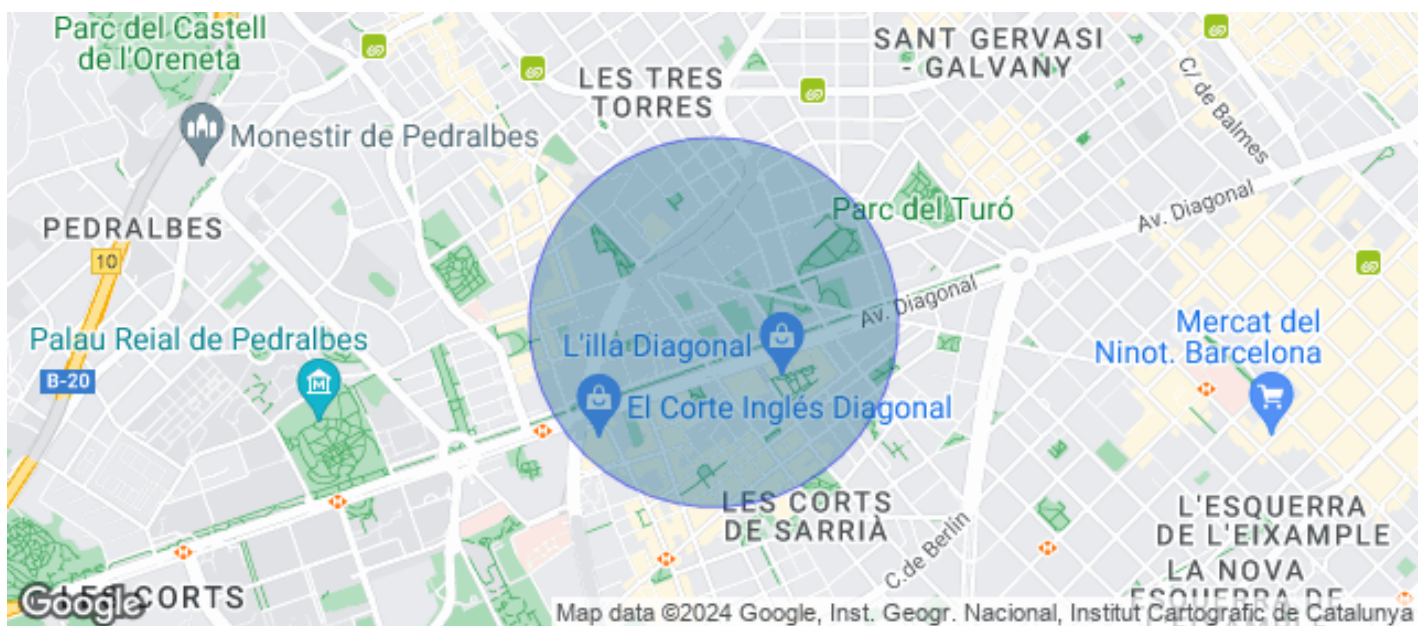 Parc del Castell
de l'Oreneta
LES TRES
TORRES
SANT GERVASI
- GALVANY
C/ de Balmes
Monestir de Pedralbes
PEDRALBES
10
Parc del Turó
Av. Diagonal
Av. Diagonal
Palau Reial de Pedralbes
B-20
L'illa Diagonal
El Corte Inglés Diagonal
Mercat del
Ninot. Barcelona
LES CORTS
DE SARRIÀ
C. de Berlín
L'ESQUERRA
DE L'EIXAMPLE
LA NOVA
ESQUERRA DE
LES CORTS
Google
Map data ©2024 Google, Inst. Geogr. Nacional, Institut Cartogràfic de Catalunya